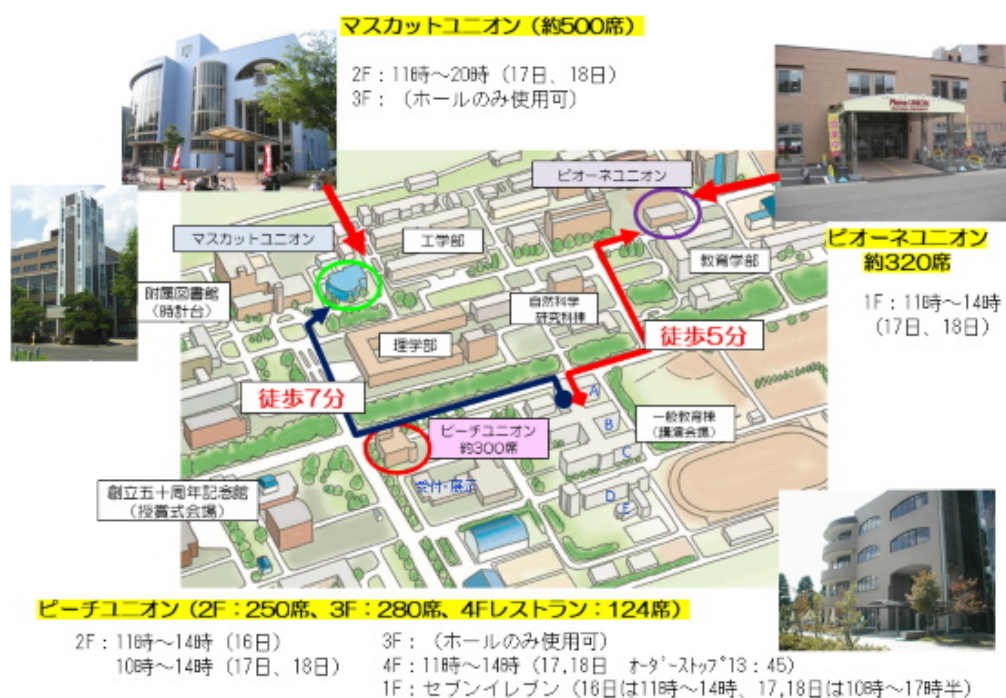 マスカットユニオン（約500席）
2F：11時～20時（17日、18日）
3F：（ホールのみ使用可）
Pione UNION
ピオーネユニオン
マスカットユニオン
工学部
教育学部
ピオーネユニオン
約320席
1F：11時～14時
（17日、18日）
附属図書館
（時計台）
自然科学
研究科棟
理学部
徒歩5分
徒歩7分
A
B
C
D
E
一般教育棟
（講演会場）
ピーチユニオン
約300席
受付・展示
創立五十周年記念館
（授賞式会場）
ピーチユニオン（2F：250席、3F：280席、4Fレストラン：124席）
2F：11時～14時（16日）
10時～14時（17日、18日）
3F：（ホールのみ使用可）
4F：11時～14時（17,18日　ｵｰﾀﾞｰｽﾄｯﾌﾟ13：45）
1F：セブンイレブン（16日は11時～14時、17,18日は10時～17時半）